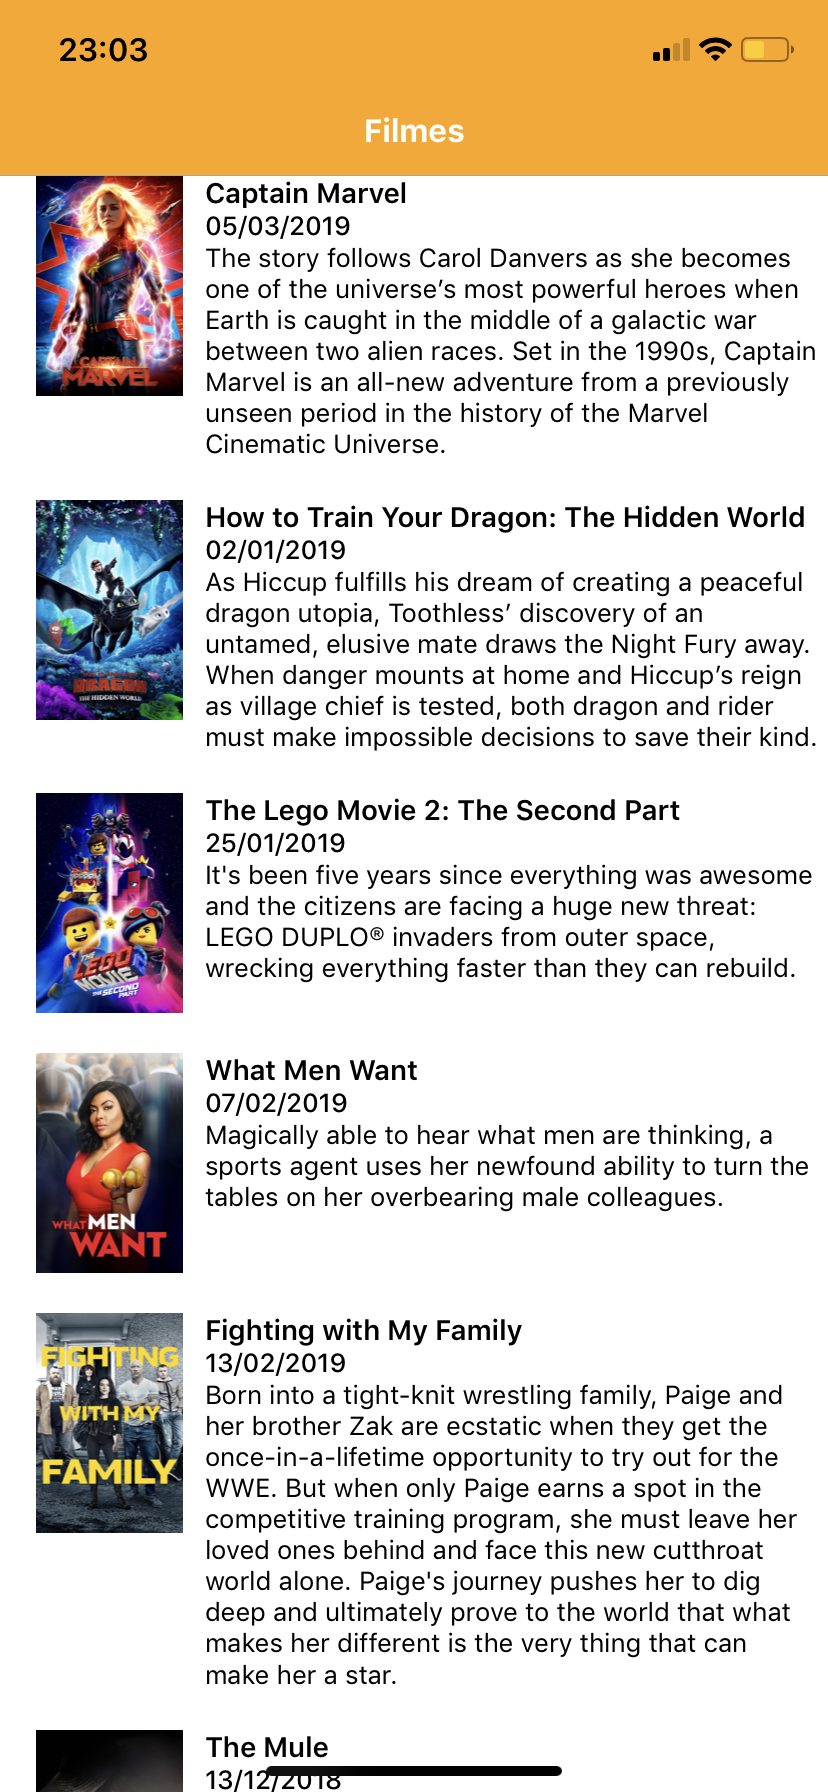 23:03
Filmes
CAPTAIN
MARVEL
Captain Marvel
05/03/2019
The story follows Carol Danvers as she becomes
one of the universe’s most powerful heroes when
Earth is caught in the middle of a galactic war
between two alien races. Set in the 1990s, Captain
Marvel is an all-new adventure from a previously
unseen period in the history of the Marvel
Cinematic Universe.
DRAGON
THE HIDDEN WORLD
How to Train Your Dragon: The Hidden World
02/01/2019
As Hiccup fulfills his dream of creating a peaceful
dragon utopia, Toothless’ discovery of an
untamed, elusive mate draws the Night Fury away.
When danger mounts at home and Hiccup’s reign
as village chief is tested, both dragon and rider
must make impossible decisions to save their kind.
THE
LEGO
MOVIE
THE SECOND
PART
The Lego Movie 2: The Second Part
25/01/2019
It's been five years since everything was awesome
and the citizens are facing a huge new threat:
LEGO DUPLO® invaders from outer space,
wrecking everything faster than they can rebuild.
WHAT MEN
WANT
What Men Want
07/02/2019
Magically able to hear what men are thinking, a
sports agent uses her newfound ability to turn the
tables on her overbearing male colleagues.
FIGHTING
WITH MY
FAMILY
Fighting with My Family
13/02/2019
Born into a tight-knit wrestling family, Paige and
her brother Zak are ecstatic when they get the
once-in-a-lifetime opportunity to try out for the
WWE. But when only Paige earns a spot in the
competitive training program, she must leave her
loved ones behind and face this new cutthroat
world alone. Paige's journey pushes her to dig
deep and ultimately prove to the world that what
makes her different is the very thing that can
make her a star.
The Mule
13/12/2018